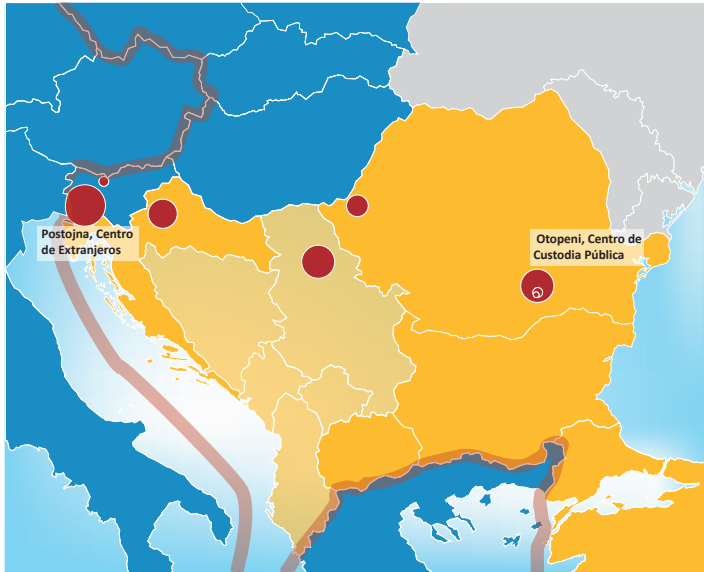 Postojna, Centro
de Extranjeros
Otopeni, Centro de
Custodia Pública